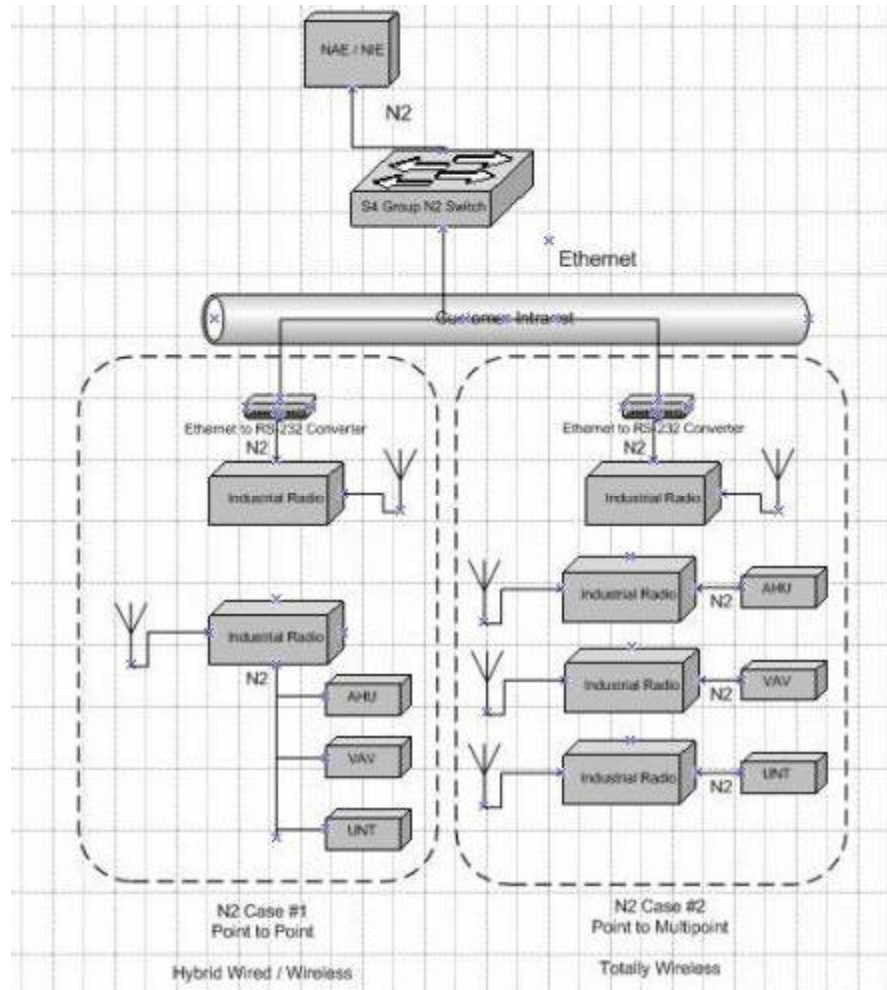 NAE / NIE
N2
S4 Group N2 Switch
Ethernet
Customer Intranet
Ethernet to RS-232 Converter
N2
Industrial Radio
Industrial Radio
N2
AHU
VAV
UNT
N2 Case #1
Point to Point
Hybrid Wired / Wireless
Ethernet to RS-232 Converter
N2
Industrial Radio
Industrial Radio
N2
AHU
Industrial Radio
N2
VAV
Industrial Radio
N2
UNT
N2 Case #2
Point to Multipoint
Totally Wireless